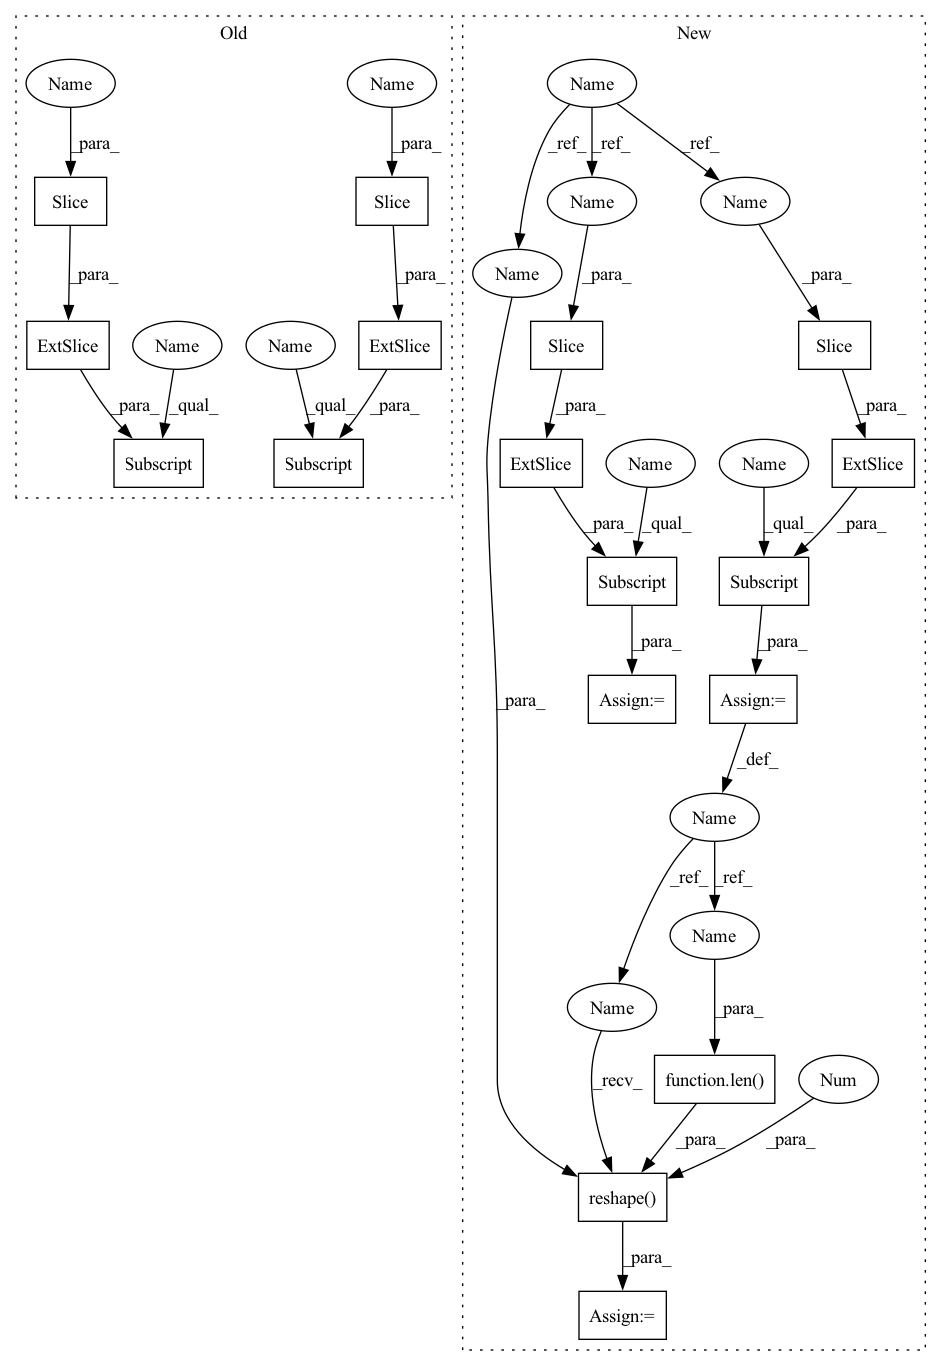 Old
New
Name
Name
Name
_para_
_para_
_ref_
_ref_
_ref_
Slice
Slice
Name
Name
Name
_para_
_para_
_para_
_para_
ExtSlice
Name
Name
ExtSlice
Slice
Slice
_para_
_qual_
_qual_
_para_
_para_
_para_
Subscript
Subscript
ExtSlice
Name
Name
ExtSlice
_para_
_qual_
_qual_
_para_
Subscript
Subscript
_para_
_para_
_para_
Assign:=
Assign:=
_def_
Name
_ref_
_ref_
Name
Name
_para_
_recv_
function.len()
Num
_para_
_para_
reshape()
_para_
Assign:=